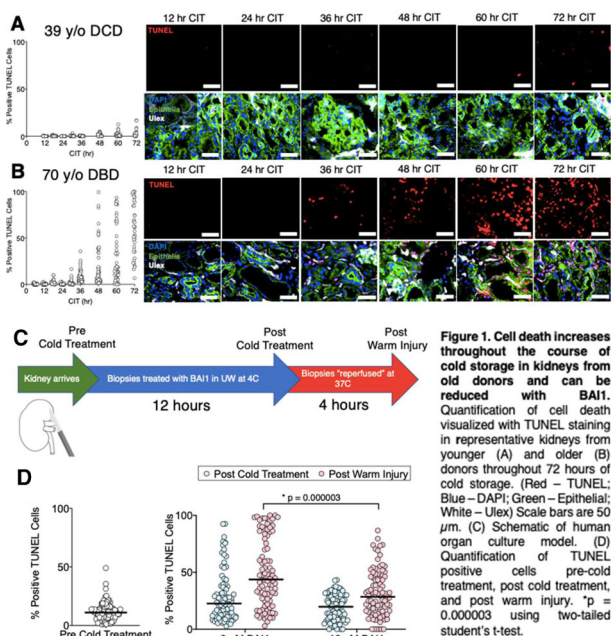 A
39 y/o DCD
12 hr CIT 24 hr CIT 36 hr CIT 48 hr CIT 60 hr CIT 72 hr CIT
% Positive TUNEL Cells
100
50
0
0 12 24 36 48 60 72
CIT (hr)
TUNEL
DAPI
Epithelia
Ulex
B
70 y/o DBD
12 hr CIT 24 hr CIT 36 hr CIT 48 hr CIT 60 hr CIT 72 hr CIT
% Positive TUNEL Cells
100
50
0
0 12 24 36 48 60 72
CIT (hr)
TUNEL
DAPI
Epithelia
Ulex
C
Pre
Cold Treatment
Post
Cold Treatment
Post
Warm Injury
Kidney arrives
Biopsies treated with BAI1 in UW at 4C
Biopsies "reperfused" at
37C
12 hours
4 hours
D
% Positive TUNEL Cells
100
50
0
Pre Cold Treatment
Post Cold Treatment Post Warm Injury
* p = 0.000003
% Positive TUNEL Cells
100
50
0
Figure 1. Cell death increases
throughout the course of
cold storage in kidneys from
old donors and can be
reduced with BAI1.
Quantification of cell death
visualized with TUNEL staining
in representative kidneys from
younger (A) and older (B)
donors throughout 72 hours of
cold storage. (Red – TUNEL;
Blue – DAPI; Green – Epithelial;
White – Ulex) Scale bars are 50
µm. (C) Schematic of human
organ culture model. (D)
Quantification of TUNEL
positive cells pre-cold
treatment, post cold treatment,
and post warm injury. *p =
0.000003 using two-tailed
student's t-test.